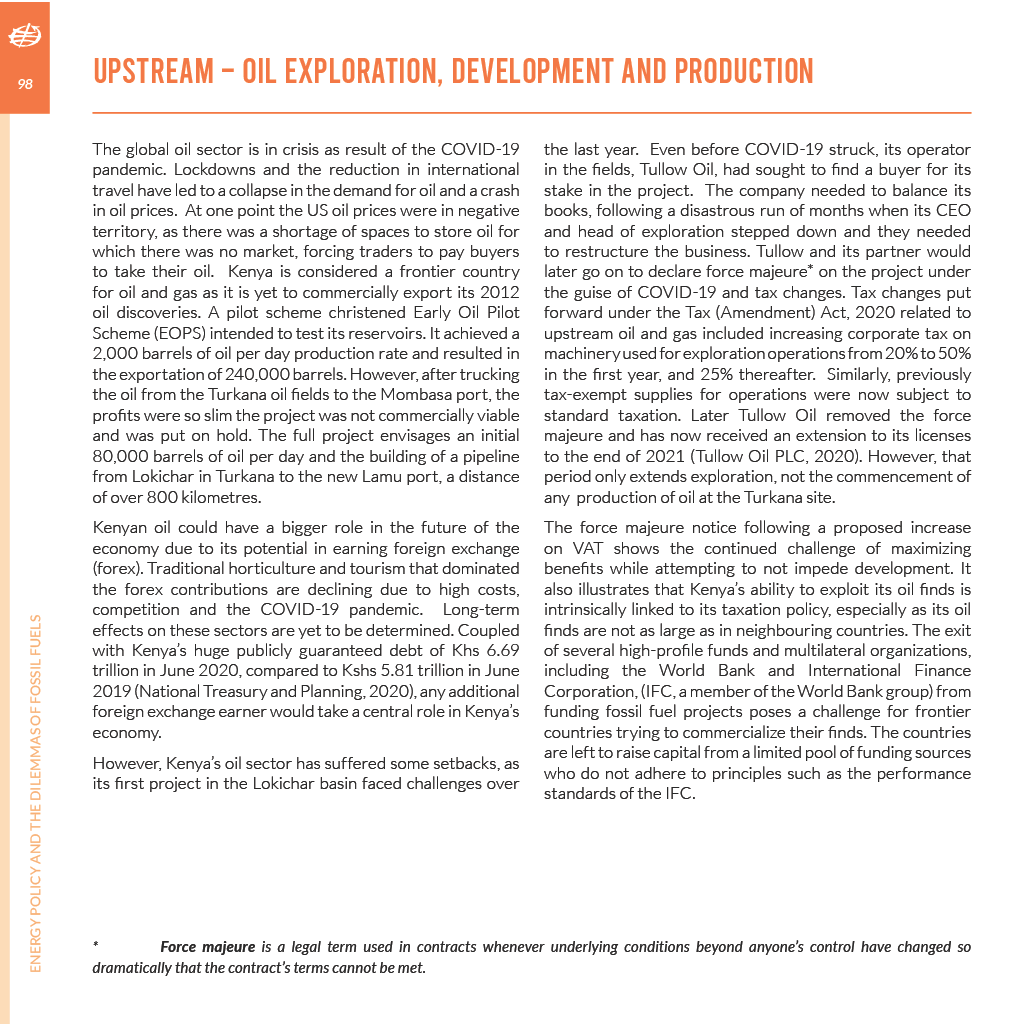 98
UPSTREAM – OIL EXPLORATION, DEVELOPMENT AND PRODUCTION
The global oil sector is in crisis as result of the COVID-19
pandemic. Lockdowns and the reduction in international
travel have led to a collapse in the demand for oil and a crash
in oil prices. At one point the US oil prices were in negative
territory, as there was a shortage of spaces to store oil for
which there was no market, forcing traders to pay buyers
to take their oil. Kenya is considered a frontier country
for oil and gas as it is yet to commercially export its 2012
oil discoveries. A pilot scheme christened Early Oil Pilot
Scheme (EOPS) intended to test its reservoirs. It achieved a
2,000 barrels of oil per day production rate and resulted in
the exportation of 240,000 barrels. However, after trucking
the oil from the Turkana oil fields to the Mombasa port, the
profits were so slim the project was not commercially viable
and was put on hold. The full project envisages an initial
80,000 barrels of oil per day and the building of a pipeline
from Lokichar in Turkana to the new Lamu port, a distance
of over 800 kilometres.
Kenyan oil could have a bigger role in the future of the
economy due to its potential in earning foreign exchange
(forex). Traditional horticulture and tourism that dominated
the forex contributions are declining due to high costs,
competition and the COVID-19 pandemic. Long-term
effects on these sectors are yet to be determined. Coupled
with Kenya's huge publicly guaranteed debt of Khs 6.69
trillion in June 2020, compared to Kshs 5.81 trillion in June
2019 (National Treasury and Planning, 2020), any additional
foreign exchange earner would take a central role in Kenya's
economy.
However, Kenya's oil sector has suffered some setbacks, as
its first project in the Lokichar basin faced challenges over
the last year. Even before COVID-19 struck, its operator
in the fields, Tullow Oil, had sought to find a buyer for its
stake in the project. The company needed to balance its
books, following a disastrous run of months when its CEO
and head of exploration stepped down and they needed
to restructure the business. Tullow and its partner would
later go on to declare force majeure* on the project under
the guise of COVID-19 and tax changes. Tax changes put
forward under the Tax (Amendment) Act, 2020 related to
upstream oil and gas included increasing corporate tax on
machinery used for exploration operations from 20% to 50%
in the first year, and 25% thereafter. Similarly, previously
tax-exempt supplies for operations were now subject to
standard taxation. Later Tullow Oil removed the force
majeure and has now received an extension to its licenses
to the end of 2021 (Tullow Oil PLC, 2020). However, that
period only extends exploration, not the commencement of
any production of oil at the Turkana site.
The force majeure notice following a proposed increase
on VAT shows the continued challenge of maximizing
benefits while attempting to not impede development. It
also illustrates that Kenya's ability to exploit its oil finds is
intrinsically linked to its taxation policy, especially as its oil
finds are not as large as in neighbouring countries. The exit
of several high-profile funds and multilateral organizations,
including the World Bank and International Finance
Corporation, (IFC, a member of the World Bank group) from
funding fossil fuel projects poses a challenge for frontier
countries trying to commercialize their finds. The countries
are left to raise capital from a limited pool of funding sources
who do not adhere to principles such as the performance
standards of the IFC.
* Force majeure is a legal term used in contracts whenever underlying conditions beyond anyone's control have changed so
dramatically that the contract's terms cannot be met.
ENERGY POLICY AND THE DILEMMAS OF FOSSIL FUELS